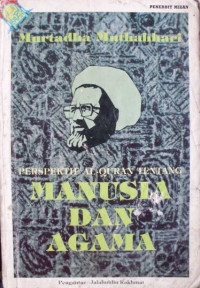 PENERBIT MIZAN
Murtadha Muthahhari
PERSPEKTIF AL-QURAN TENTANG
MANUSIA
DAN
AGAMA
Pengantar: Jalaluddin Rakhmat